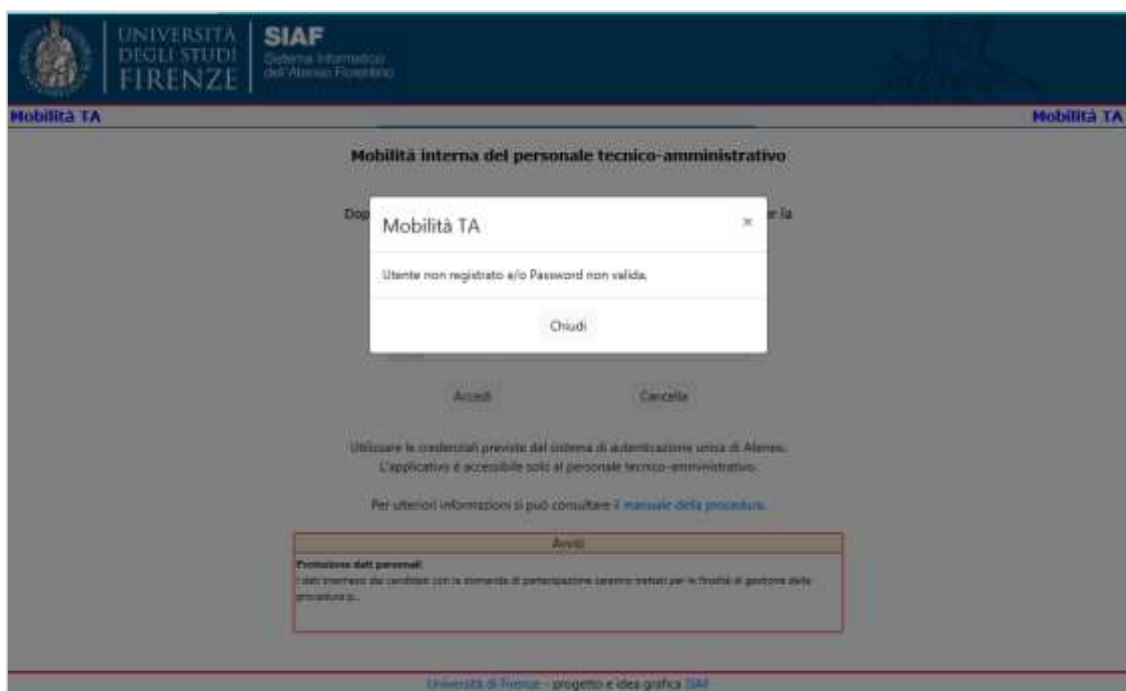 UNIVERSITÀ
DEGLI STUDI
FIRENZE
SIAF
Sistema Informatico
dell'Ateneo Fiorentino
Mobilità TA
Mobilità TA
Mobilità interna del personale tecnico-amministrativo
Dop
er la
Mobilità TA
×
Utente non registrato e/o Password non valida.
Chiudi
Accedi
Cancella
Utilizzare le credenziali previste dal sistema di autenticazione unica di Ateneo.
L'applicativo è accessibile solo al personale tecnico-amministrativo.
Per ulteriori informazioni si può consultare il manuale della procedura.
Avvisi
Protezione dati personali
I dati trasmessi dai candidati con la domanda di partecipazione saranno trattati per le finalità di gestione della
procedura p...
Università di Firenze - progetto e idea grafica SIAF